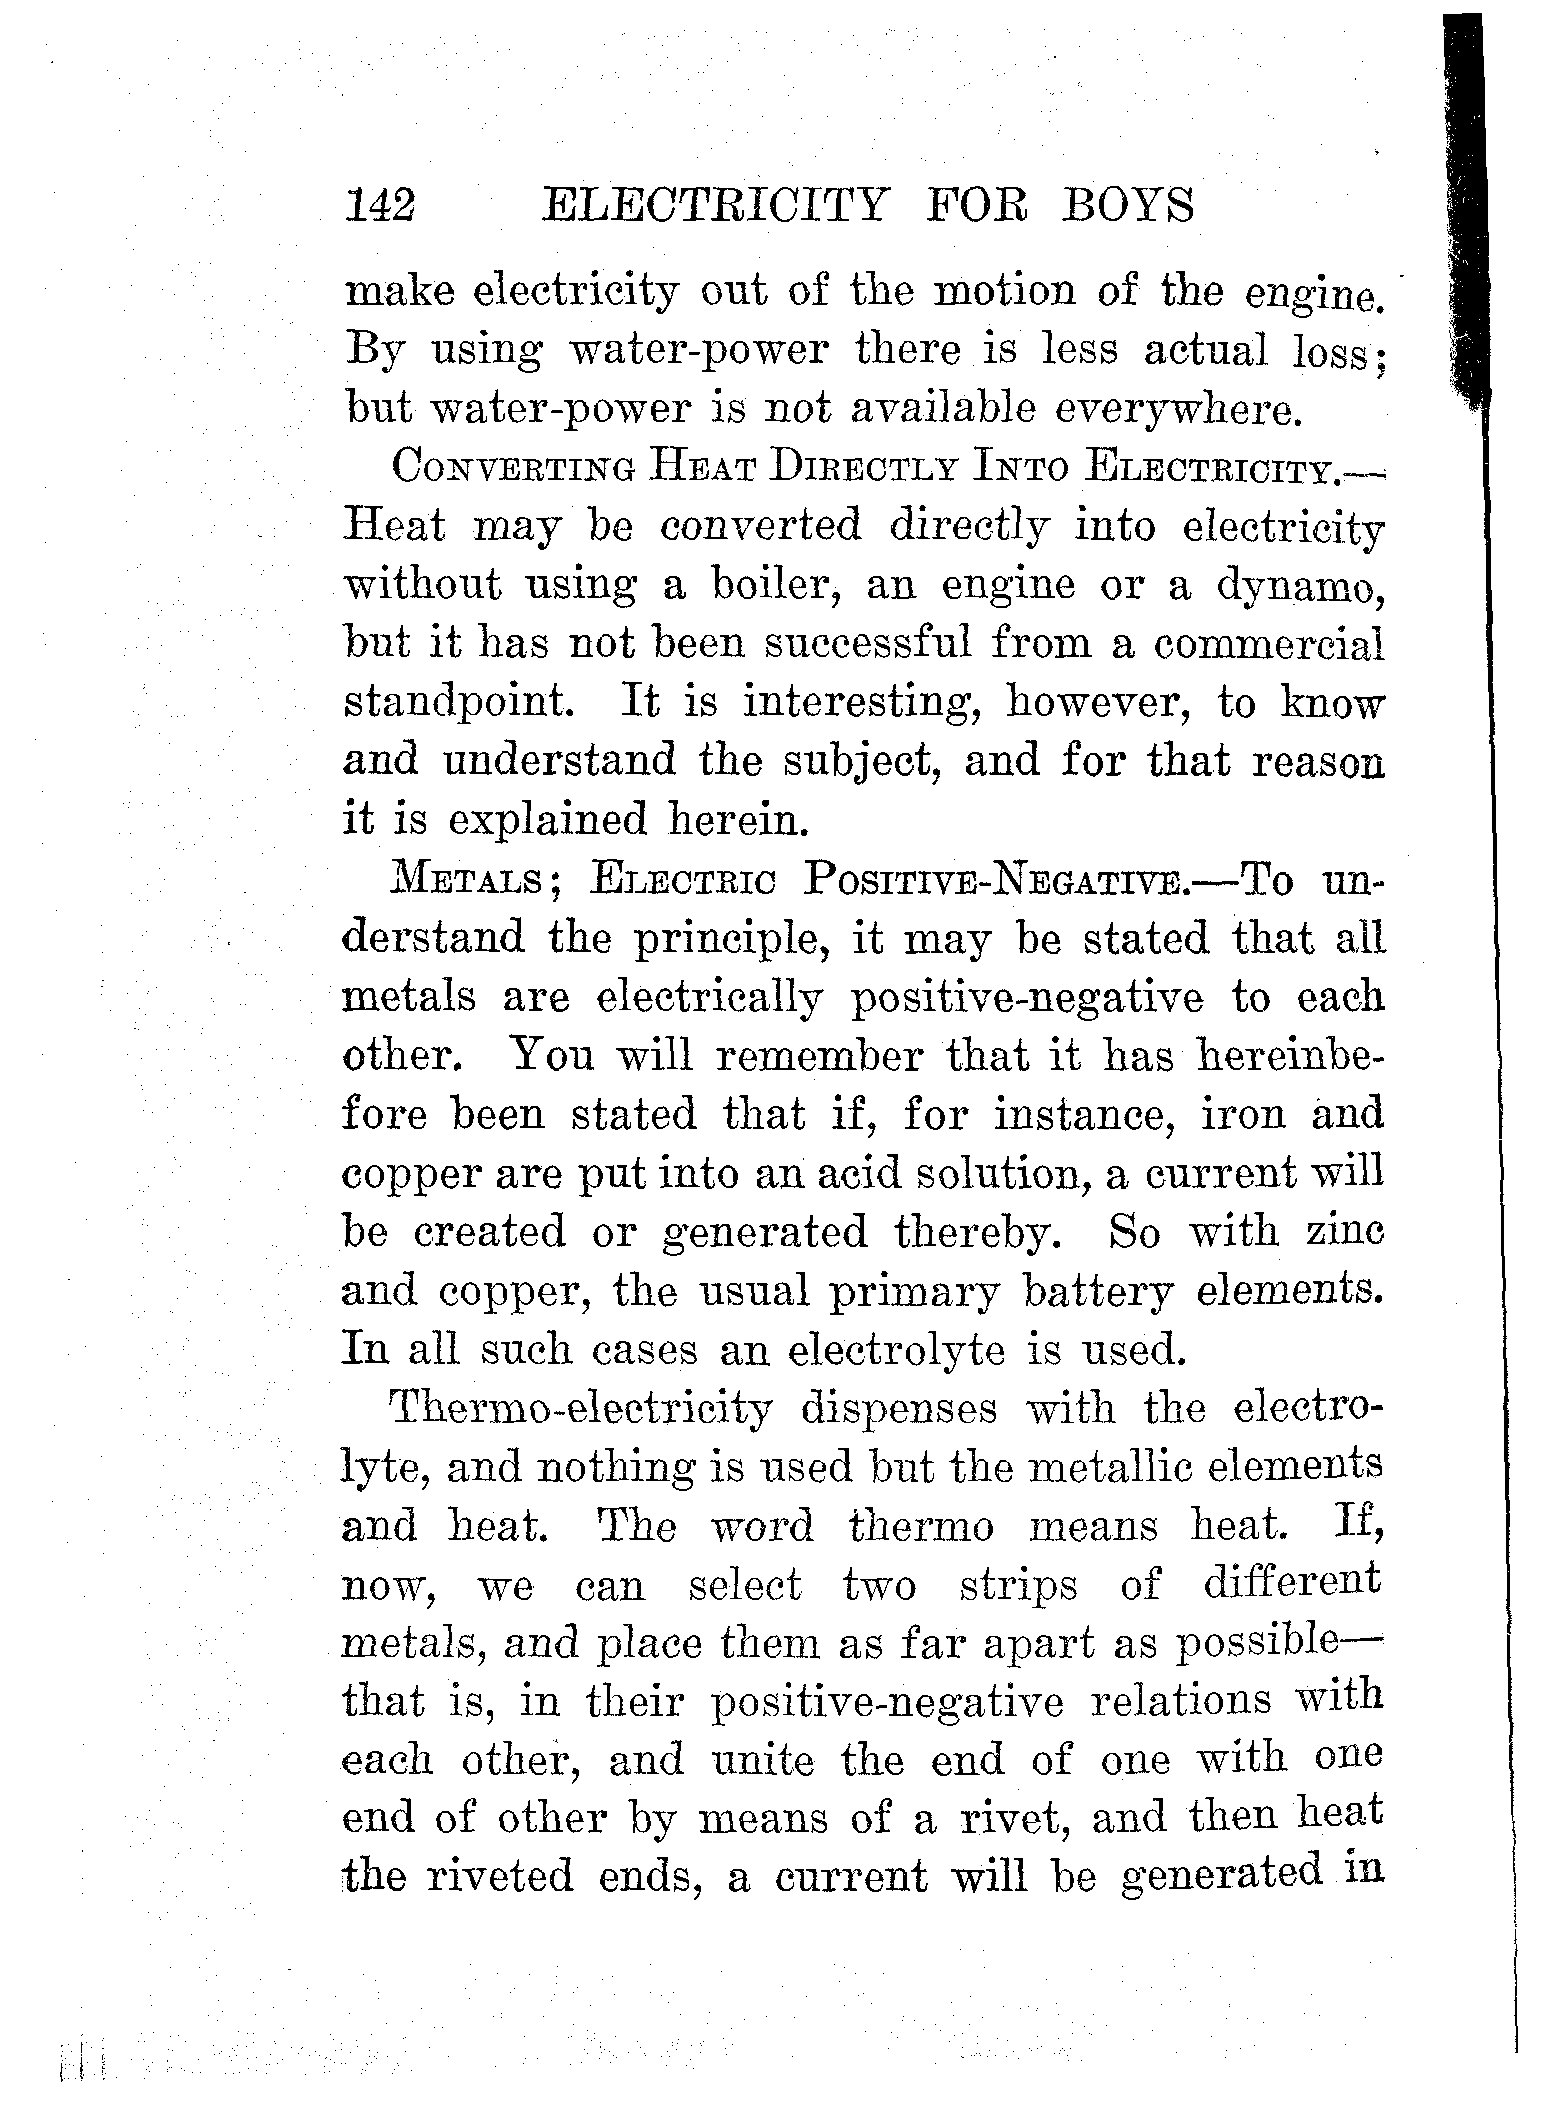 142 ELECTRICITY FOR BOYS
make electricity out of the motion of the engine.
By using water-power there is less actual loss;
but water-power is not available everywhere.
Converting Heat Directly Into Electricity.—
Heat may be converted directly into electricity
without using a boiler, an engine or a dynamo,
but it has not been successful from a commercial
standpoint. It is interesting, however, to know
and understand the subject, and for that reason
it is explained herein.
Metals; Electric Positive-Negative.—To un-
derstand the principle, it may be stated that all
metals are electrically positive-negative to each
other. You will remember that it has hereinbe-
fore been stated that if, for instance, iron and
copper are put into an acid solution, a current will
be created or generated thereby. So with zinc
and copper, the usual primary battery elements.
In all such cases an electrolyte is used.
Thermo-electricity dispenses with the electro-
lyte, and nothing is used but the metallic elements
and heat. The word thermo means heat. If,
now, we can select two strips of different
metals, and place them as far apart as possible—
that is, in their positive-negative relations with
each other, and unite the end of one with one
end of other by means of a rivet, and then heat
the riveted ends, a current will be generated in